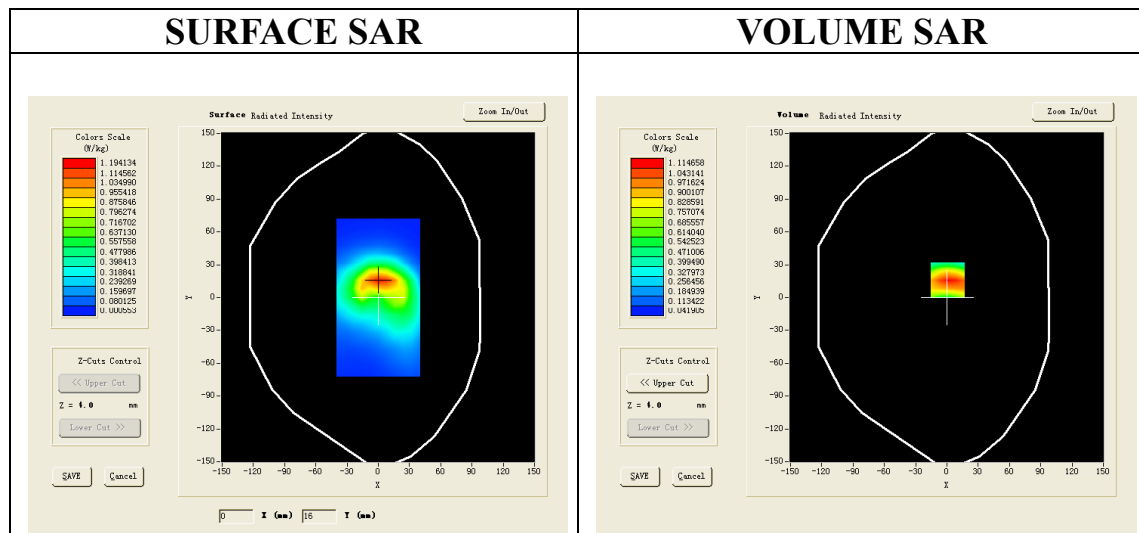 SURFACE SAR
VOLUME SAR
Surface Radiated Intensity
Zoom In/Out
Colors Scale
(W/kg)
1.194134
1.114562
1.034990
0.955418
0.875846
0.796274
0.716702
0.637130
0.557558
0.477986
0.398413
0.318841
0.239269
0.159697
0.080125
0.000553
150
120
90
60
30
0
-30
-60
-90
-120
-150
Y
-150 -120 -90 -60 -30 0 30 60 90 120 150
X
Z-Cuts Control
<< Upper Cut
Z = 4.0 mm
Lower Cut >>
SAVE Cancel
0 X (mm) 16 Y (mm)
Volume Radiated Intensity
Zoom In/Out
Colors Scale
(W/kg)
1.114658
1.043141
0.971624
0.900107
0.828591
0.757074
0.685557
0.614040
0.542523
0.471006
0.399490
0.327973
0.256456
0.184939
0.113422
0.041905
150
120
90
60
30
0
-30
-60
-90
-120
-150
Y
-150 -120 -90 -60 -30 0 30 60 90 120 150
X
Z-Cuts Control
<< Upper Cut
Z = 4.0 mm
Lower Cut >>
SAVE Cancel